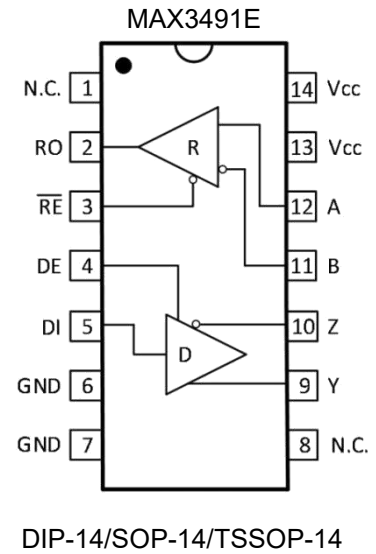 MAX3491E
N.C. 1 14 Vcc
RO 2 R 13 Vcc
R̅E̅ 3 12 A
DE 4 11 B
DI 5 D 10 Z
GND 6 9 Y
GND 7 8 N.C.
DIP-14/SOP-14/TSSOP-14